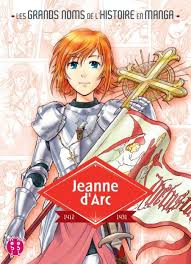 LES GRANDS NOMS DE L'HISTOIRE EN MANGA
Jeanne
d'Arc
1412
1431